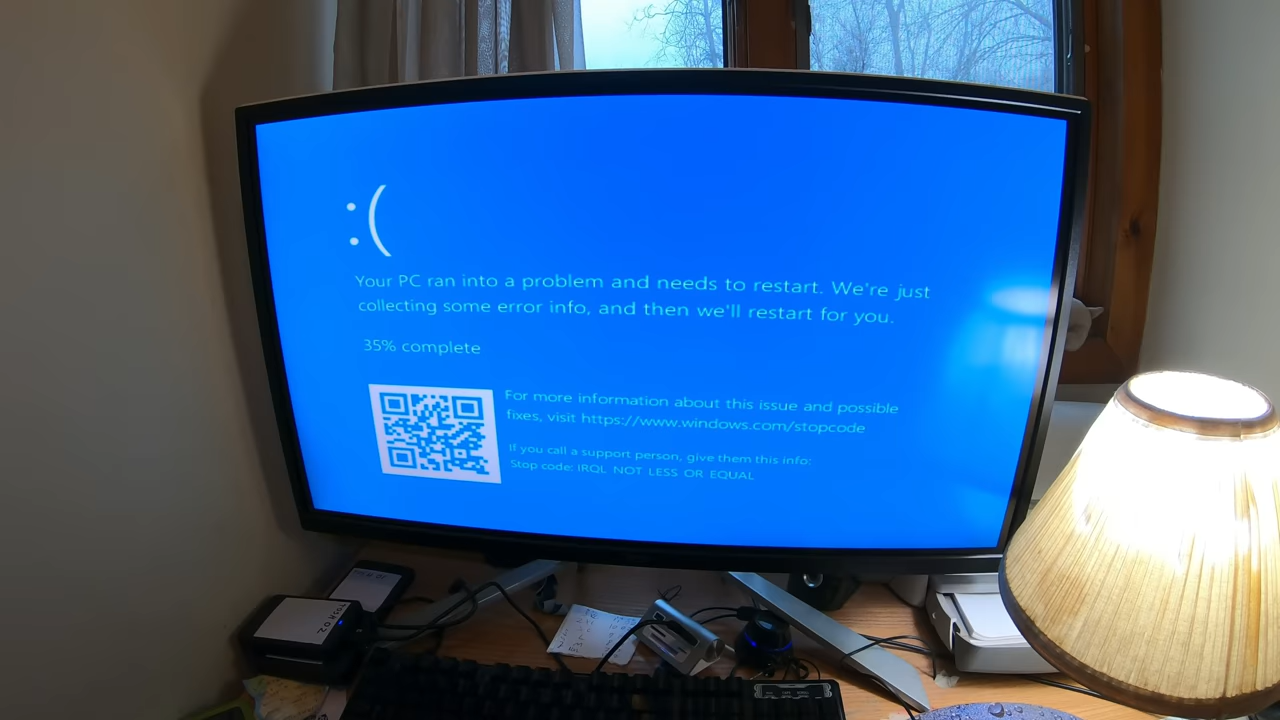 :(
Your PC ran into a problem and needs to restart. We're just
collecting some error info, and then we'll restart for you.
35% complete
For more information about this issue and possible
fixes, visit https://www.windows.com/stopcode
If you call a support person, give them this info:
Stop code: IRQL NOT LESS OR EQUAL